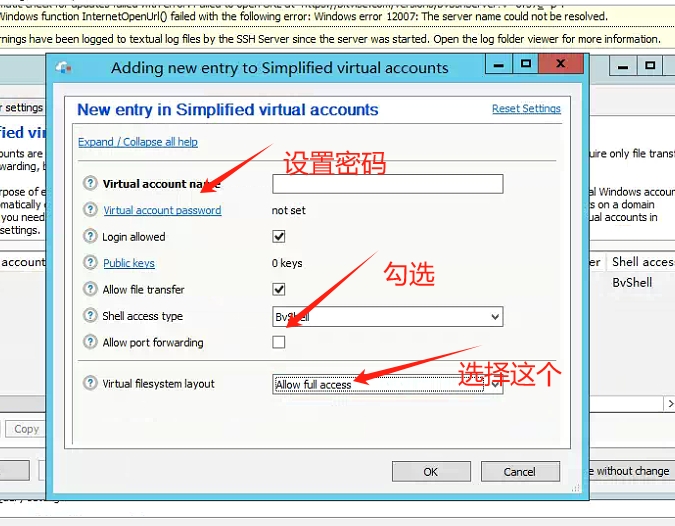 Windows function InternetOpenUrl() failed with the following error: Windows error 12007: The server name could not be resolved.
rnings have been logged to textual log files by the SSH Server since the server was started. Open the log folder viewer for more information.
Adding new entry to Simplified virtual accounts
New entry in Simplified virtual accounts
Reset Settings
Expand / Collapse all help
设置密码
Virtual account name
Virtual account password
not set
Login allowed
Public keys
0 keys
勾选
Allow file transfer
Shell access type
BvShell
Allow port forwarding
选择这个
Virtual filesystem layout
Allow full access
OK
Cancel
r settings
fied vir
ounts are
warding, b
rpose of e
omatically
you need
settings.
account
Copy
uire only file transf
al Windows accou
s on a domain
ual accounts in
er
Shell access
BvShell
e without change